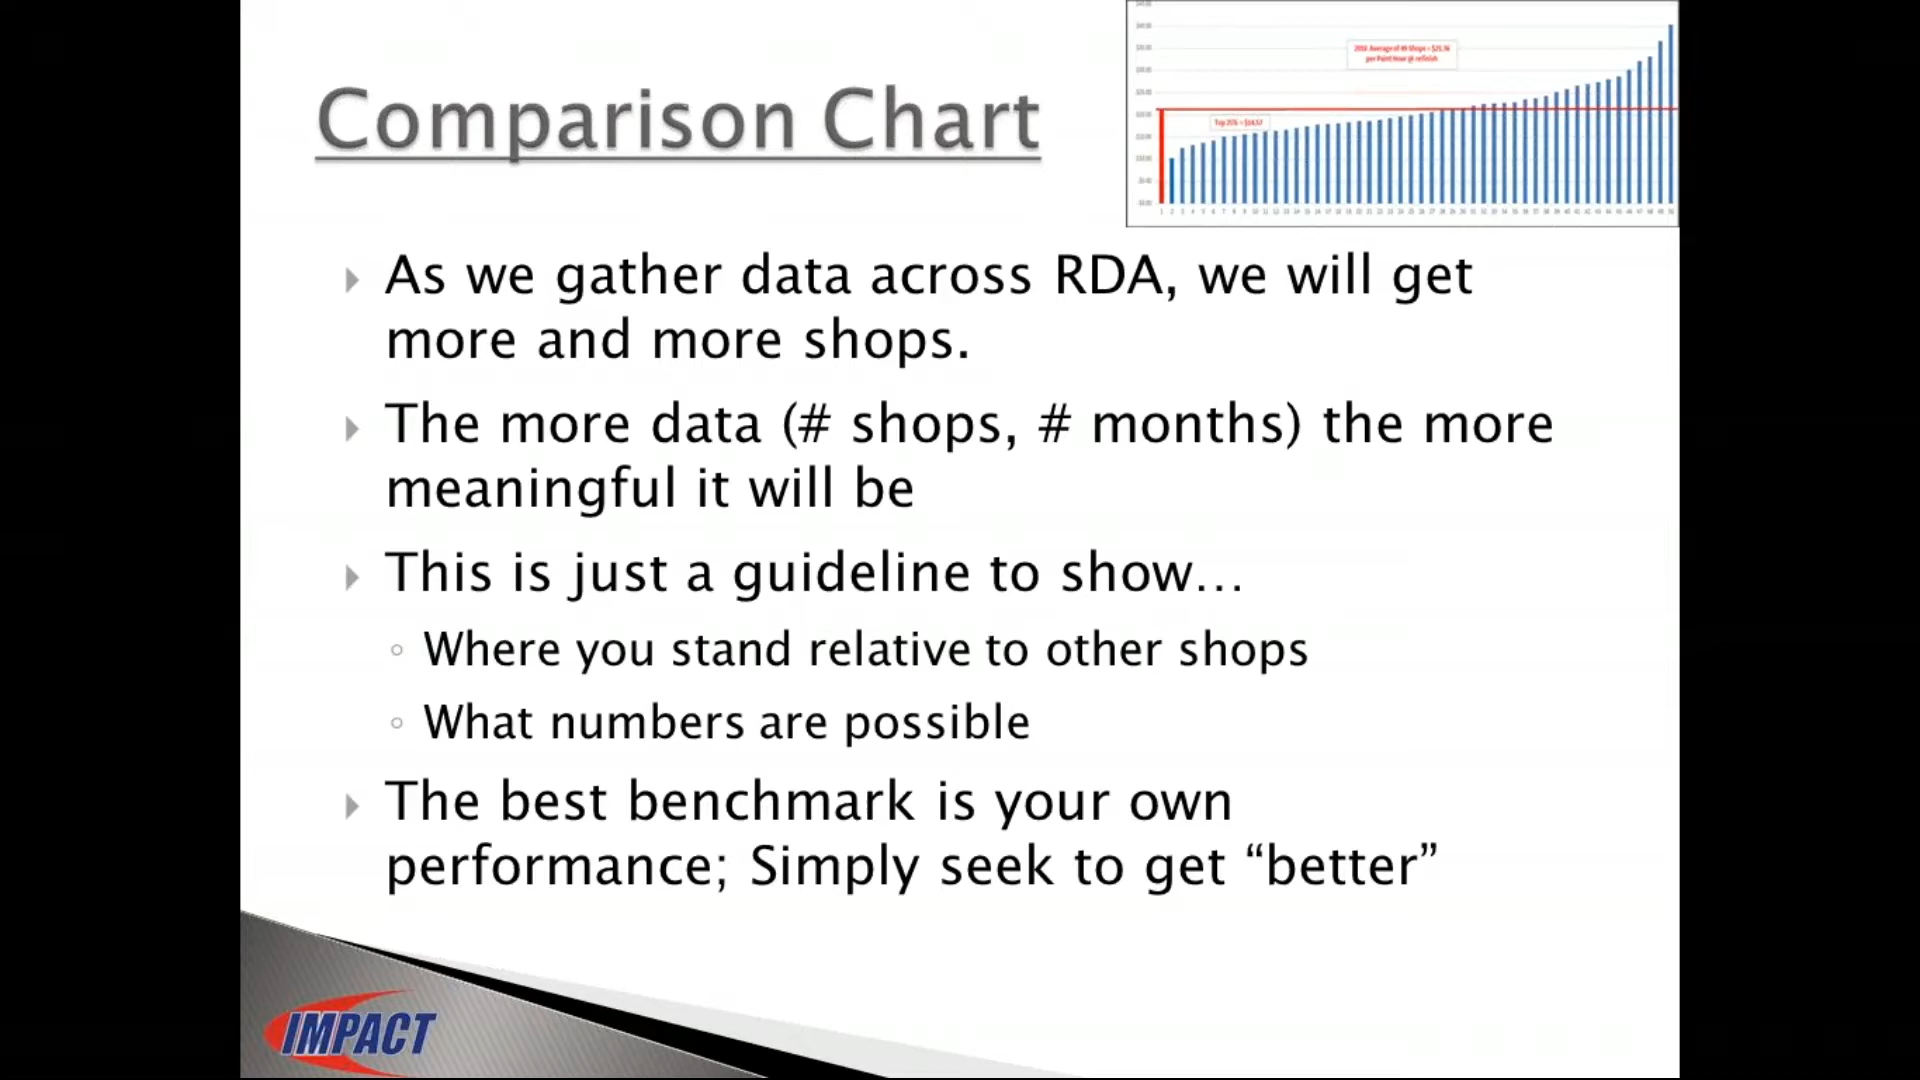 Comparison Chart
As we gather data across RDA, we will get
more and more shops.
The more data (# shops, # months) the more
meaningful it will be
This is just a guideline to show…
Where you stand relative to other shops
What numbers are possible
The best benchmark is your own
performance; Simply seek to get “better”
IMPACT